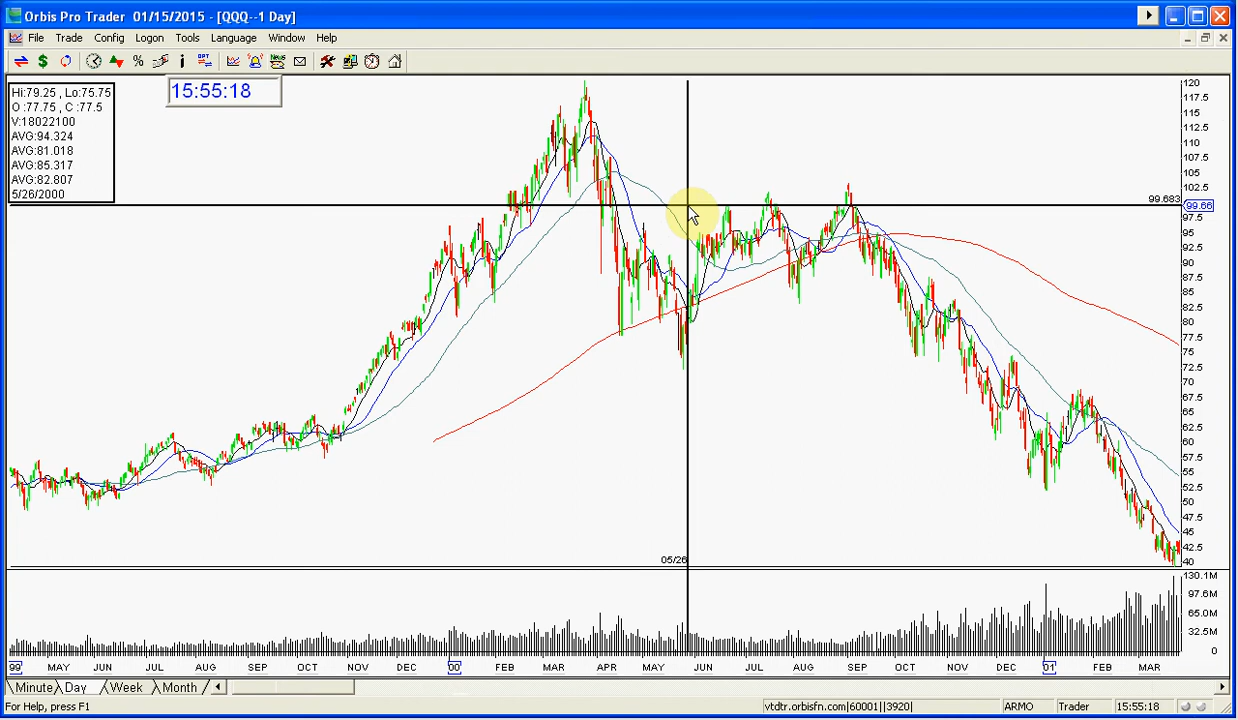 Orbis Pro Trader 01/15/2015 - [QQQ--1 Day]
File Trade Config Logon Tools Language Window Help
$ % i OPT News
15:55:18
Hi:79.25 , Lo:75.75
O :77.75 , C :77.5
V:18022100
AVG:94.324
AVG:81.018
AVG:85.317
AVG:82.807
5/26/2000
120
117.5
115
112.5
110
107.5
105
102.5
99.683
99.66
97.5
95
92.5
90
87.5
85
82.5
80
77.5
75
72.5
70
67.5
65
62.5
60
57.5
55
52.5
50
47.5
45
42.5
40
05/26
130.1M
97.6M
65.0M
32.5M
0
99 MAY JUN JUL AUG SEP OCT NOV DEC 00 FEB MAR APR MAY JUN JUL AUG SEP OCT NOV DEC 01 FEB MAR
Minute Day Week Month
For Help, press F1 vtdtr.orbisfn.com|60001||3920| ARMO Trader 15:55:18